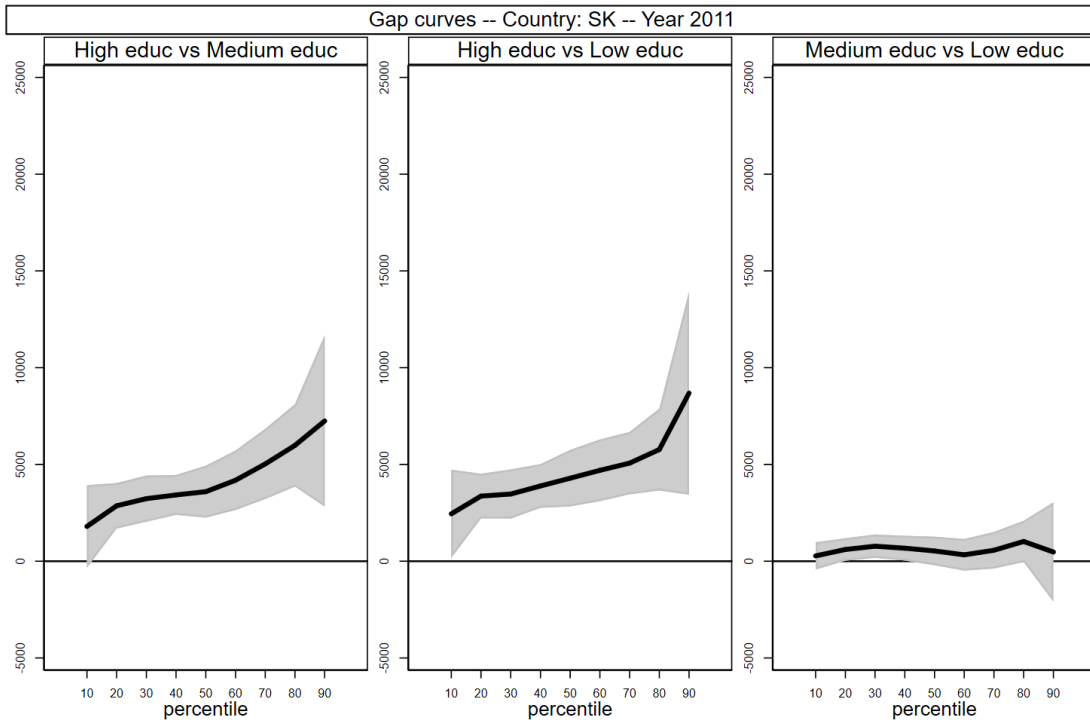 Gap curves -- Country: SK -- Year 2011
High educ vs Medium educ
25000
20000
15000
10000
5000
0
-5000
10 20 30 40 50 60 70 80 90
percentile
High educ vs Low educ
25000
20000
15000
10000
5000
0
-5000
10 20 30 40 50 60 70 80 90
percentile
Medium educ vs Low educ
25000
20000
15000
10000
5000
0
-5000
10 20 30 40 50 60 70 80 90
percentile